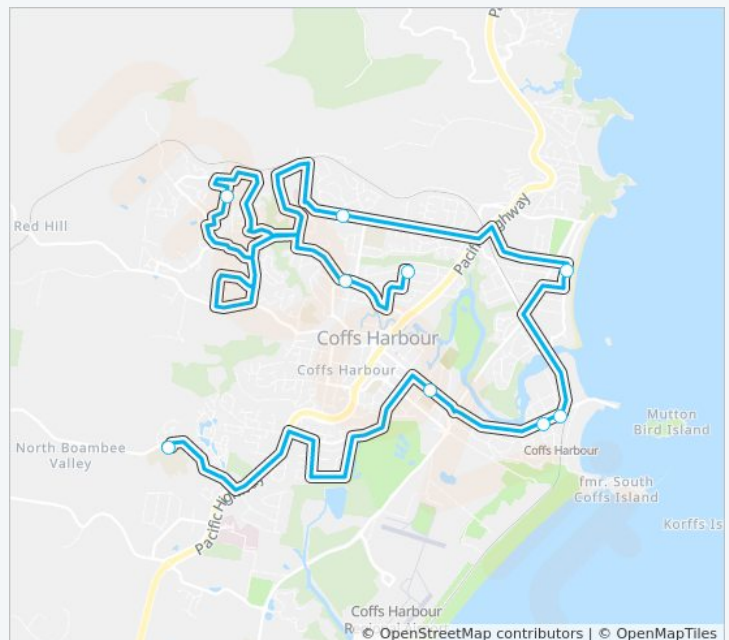 Pacific Highway
Red Hill
Coffs Harbour
Coffs Harbour
Mutton
Bird Island
North Boambee
Valley
Coffs Harbour
fmr. South
Coffs Island
Korffs Is
Pacific Highway
Coffs Harbour
© OpenStreetMap contributors | © OpenMapTiles